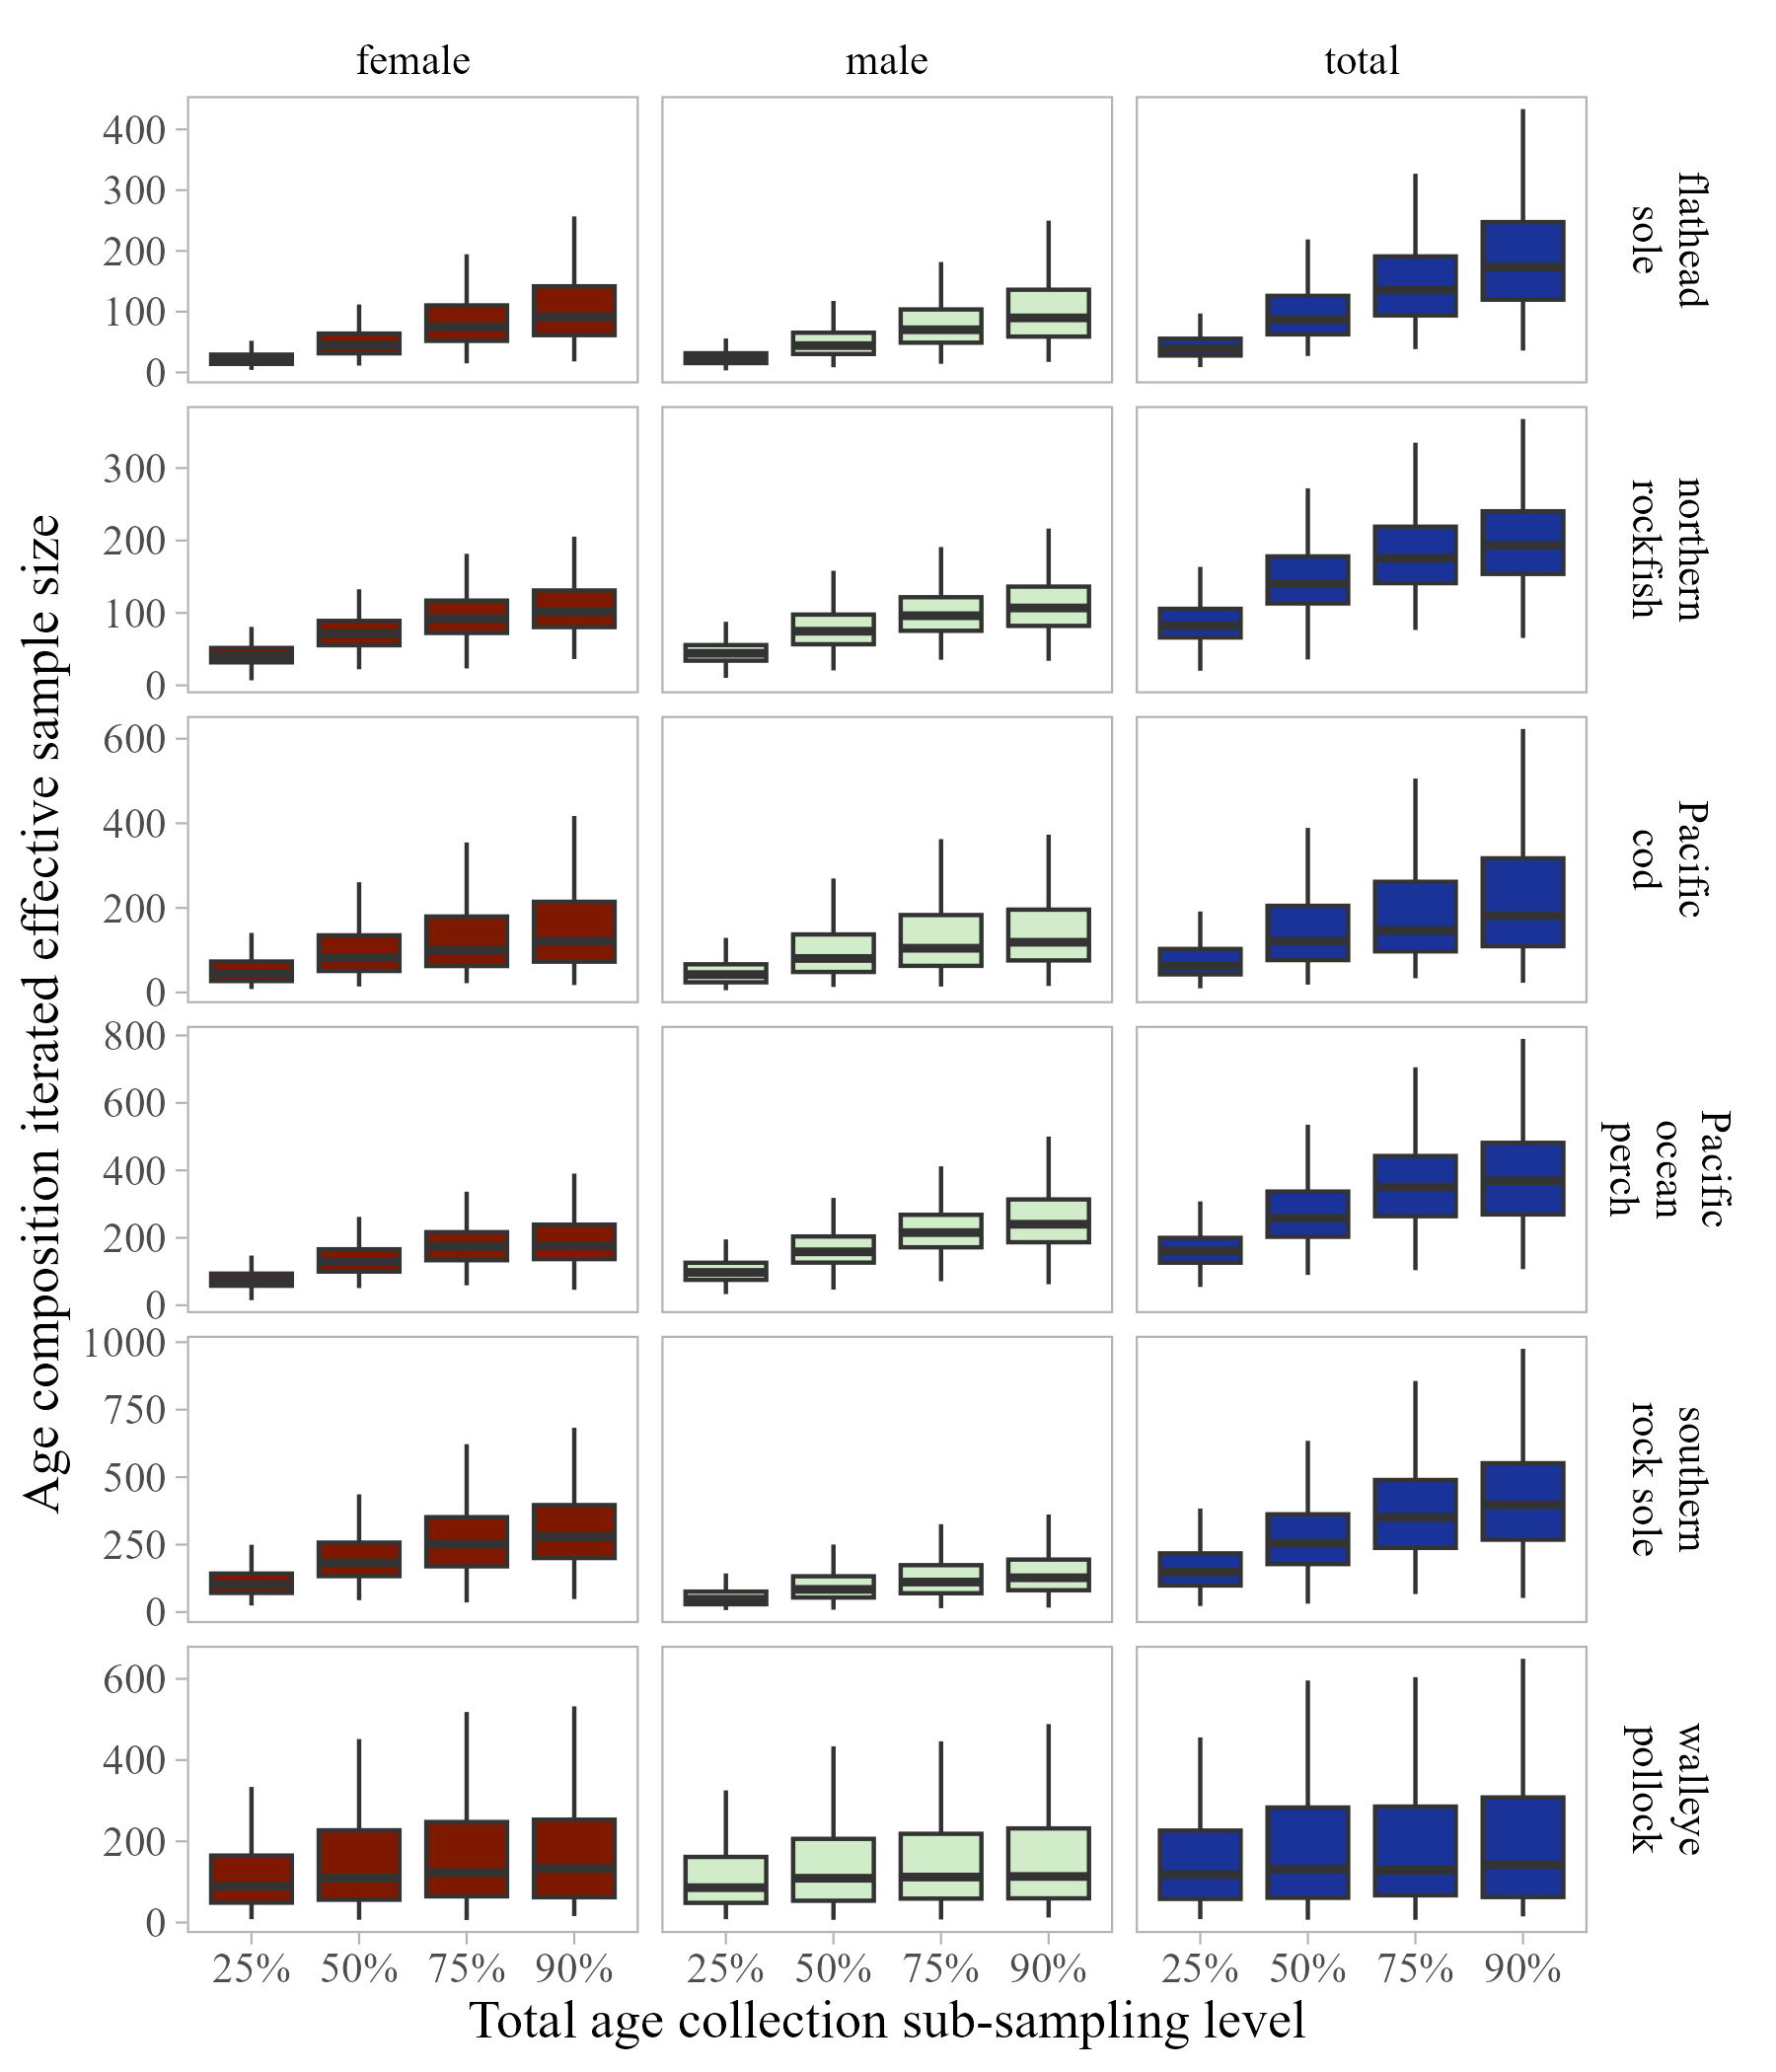 female
male
total
400
300
200
100
0
flathead
sole
300
200
100
0
northern
rockfish
600
400
200
0
Pacific
cod
800
600
400
200
0
Pacific
ocean
perch
1000
750
500
250
0
southern
rock sole
600
400
200
0
walleye
pollock
25% 50% 75% 90%
25% 50% 75% 90%
25% 50% 75% 90%
Total age collection sub-sampling level
Age composition iterated effective sample size